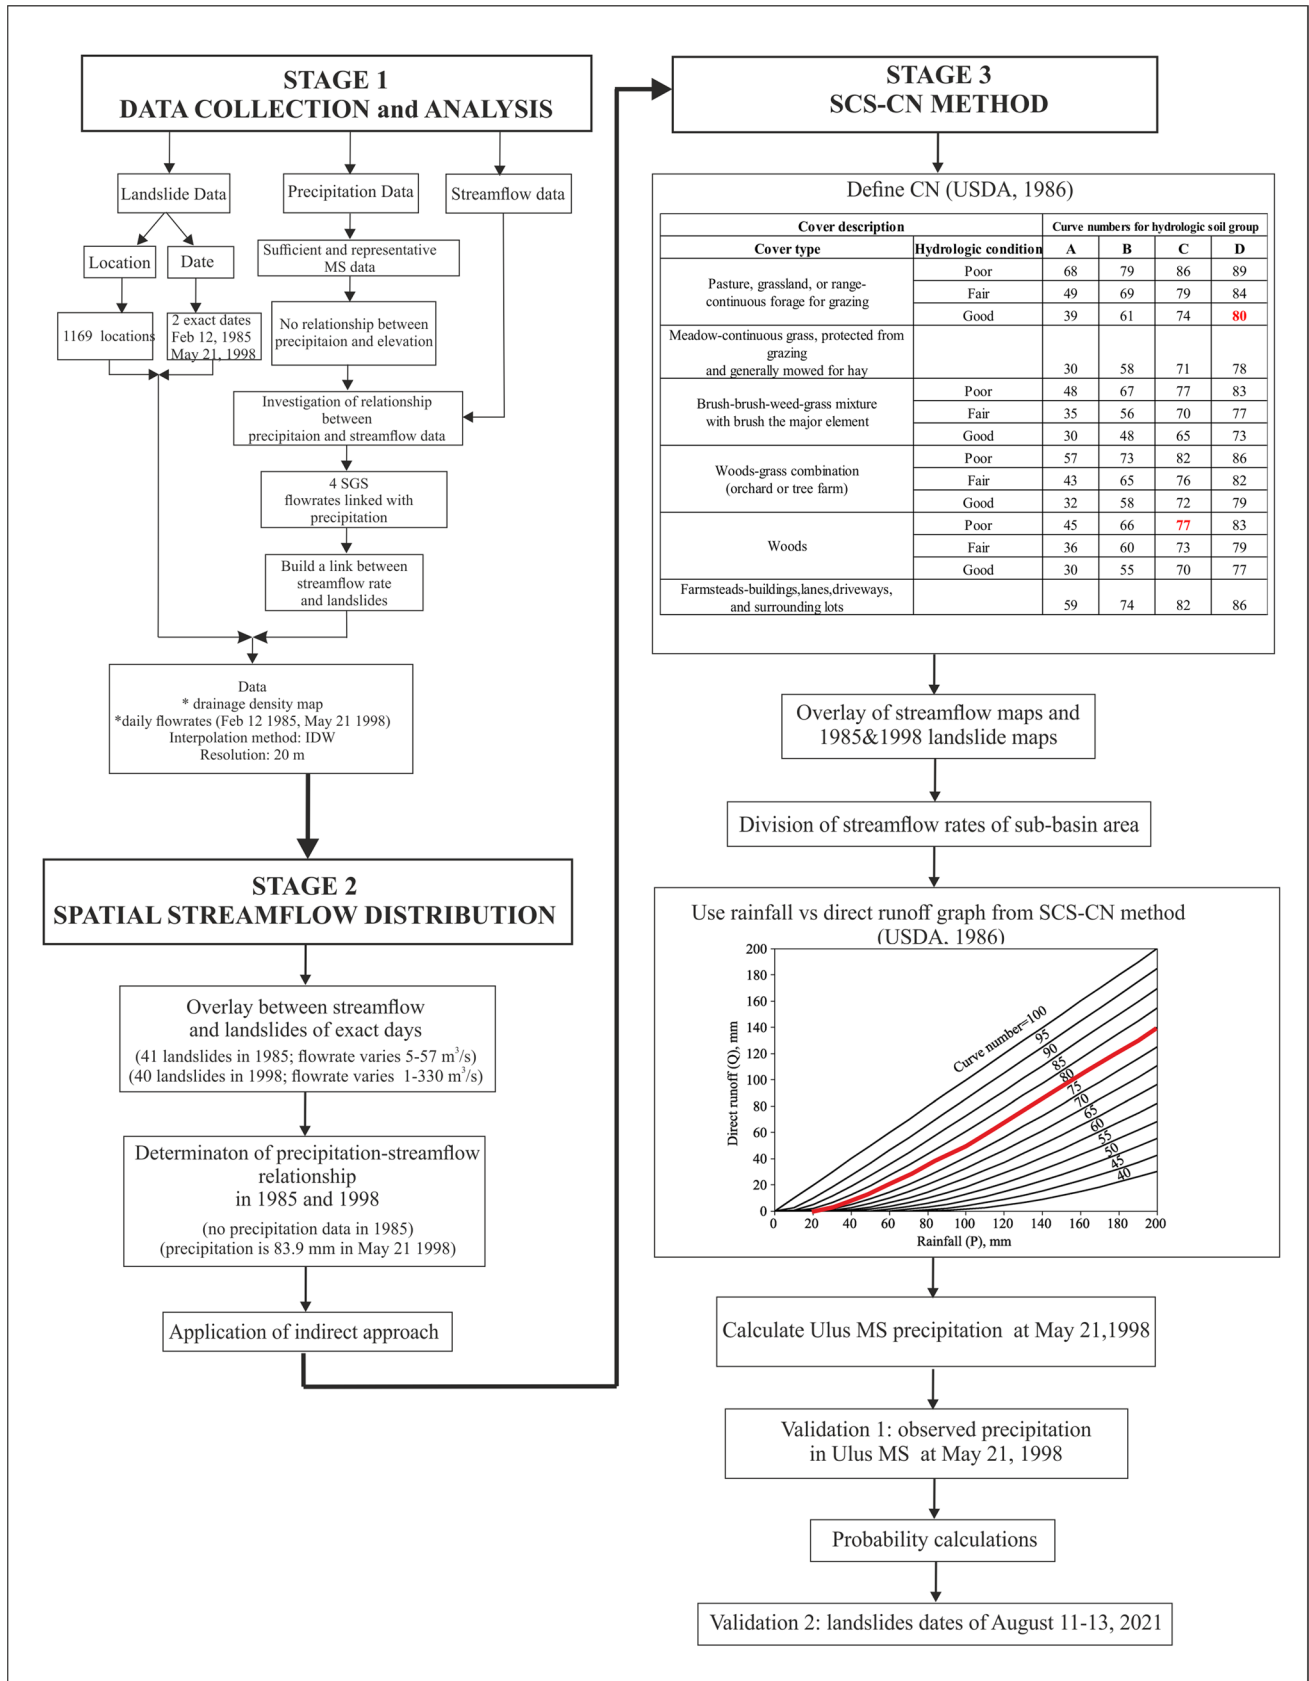 STAGE 1
DATA COLLECTION and ANALYSIS
Landslide Data
Precipitation Data
Streamflow data
Location
Date
Sufficient and representative
MS data
1169 locations
2 exact dates
Feb 12, 1985
May 21, 1998
No relationship between
precipitaion and elevation
Investigation of relationship
between
precipitaion and streamflow data
4 SGS
flowrates linked with
precipitation
Build a link between
streamflow rate
and landslides
Data
* drainage density map
*daily flowrates (Feb 12 1985, May 21 1998)
Interpolation method: IDW
Resolution: 20 m
STAGE 2
SPATIAL STREAMFLOW DISTRIBUTION
Overlay between streamflow
and landslides of exact days
(41 landslides in 1985; flowrate varies 5-57 m³/s)
(40 landslides in 1998; flowrate varies 1-330 m³/s)
Determinaton of precipitation-streamflow
relationship
in 1985 and 1998
(no precipitation data in 1985)
(precipitation is 83.9 mm in May 21 1998)
Application of indirect approach
STAGE 3
SCS-CN METHOD
Define CN (USDA, 1986)
Cover description Curve numbers for hydrologic soil group
Cover type Hydrologic condition A B C D
Pasture, grassland, or range-
continuous forage for grazing
Poor 68 79 86 89
Fair 49 69 79 84
Good 39 61 74 80
Meadow-continuous grass, protected from
grazing
and generally mowed for hay 30 58 71 78
Brush-brush-weed-grass mixture
with brush the major element
Poor 48 67 77 83
Fair 35 56 70 77
Good 30 48 65 73
Woods-grass combination
(orchard or tree farm)
Poor 57 73 82 86
Fair 43 65 76 82
Good 32 58 72 79
Woods
Poor 45 66 77 83
Fair 36 60 73 79
Good 30 55 70 77
Farmsteads-buildings,lanes,driveways,
and surrounding lots 59 74 82 86
Overlay of streamflow maps and
1985&1998 landslide maps
Division of streamflow rates of sub-basin area
Use rainfall vs direct runoff graph from SCS-CN method
(USDA, 1986)
Direct runoff (Q), mm
200
180
160
140
120
100
80
60
40
20
0
Curve number=100
95
90
85
80
75
70
65
60
55
50
45
40
0 20 40 60 80 100 120 140 160 180 200
Rainfall (P), mm
Calculate Ulus MS precipitation at May 21,1998
Validation 1: observed precipitation
in Ulus MS at May 21, 1998
Probability calculations
Validation 2: landslides dates of August 11-13, 2021